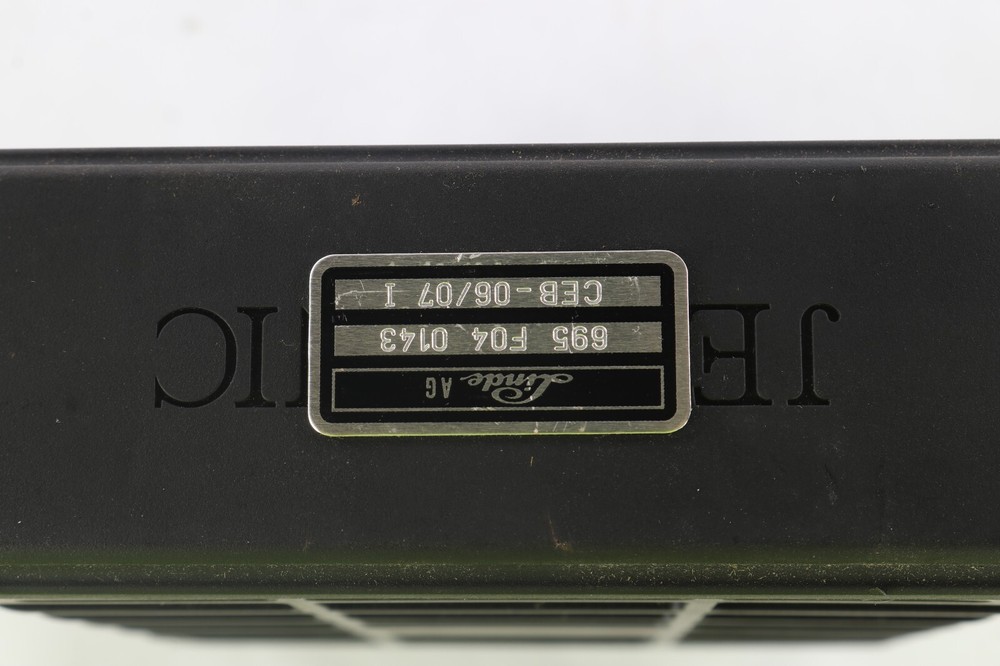 Linde AG
695 F04 0143
CEB-06/07 I